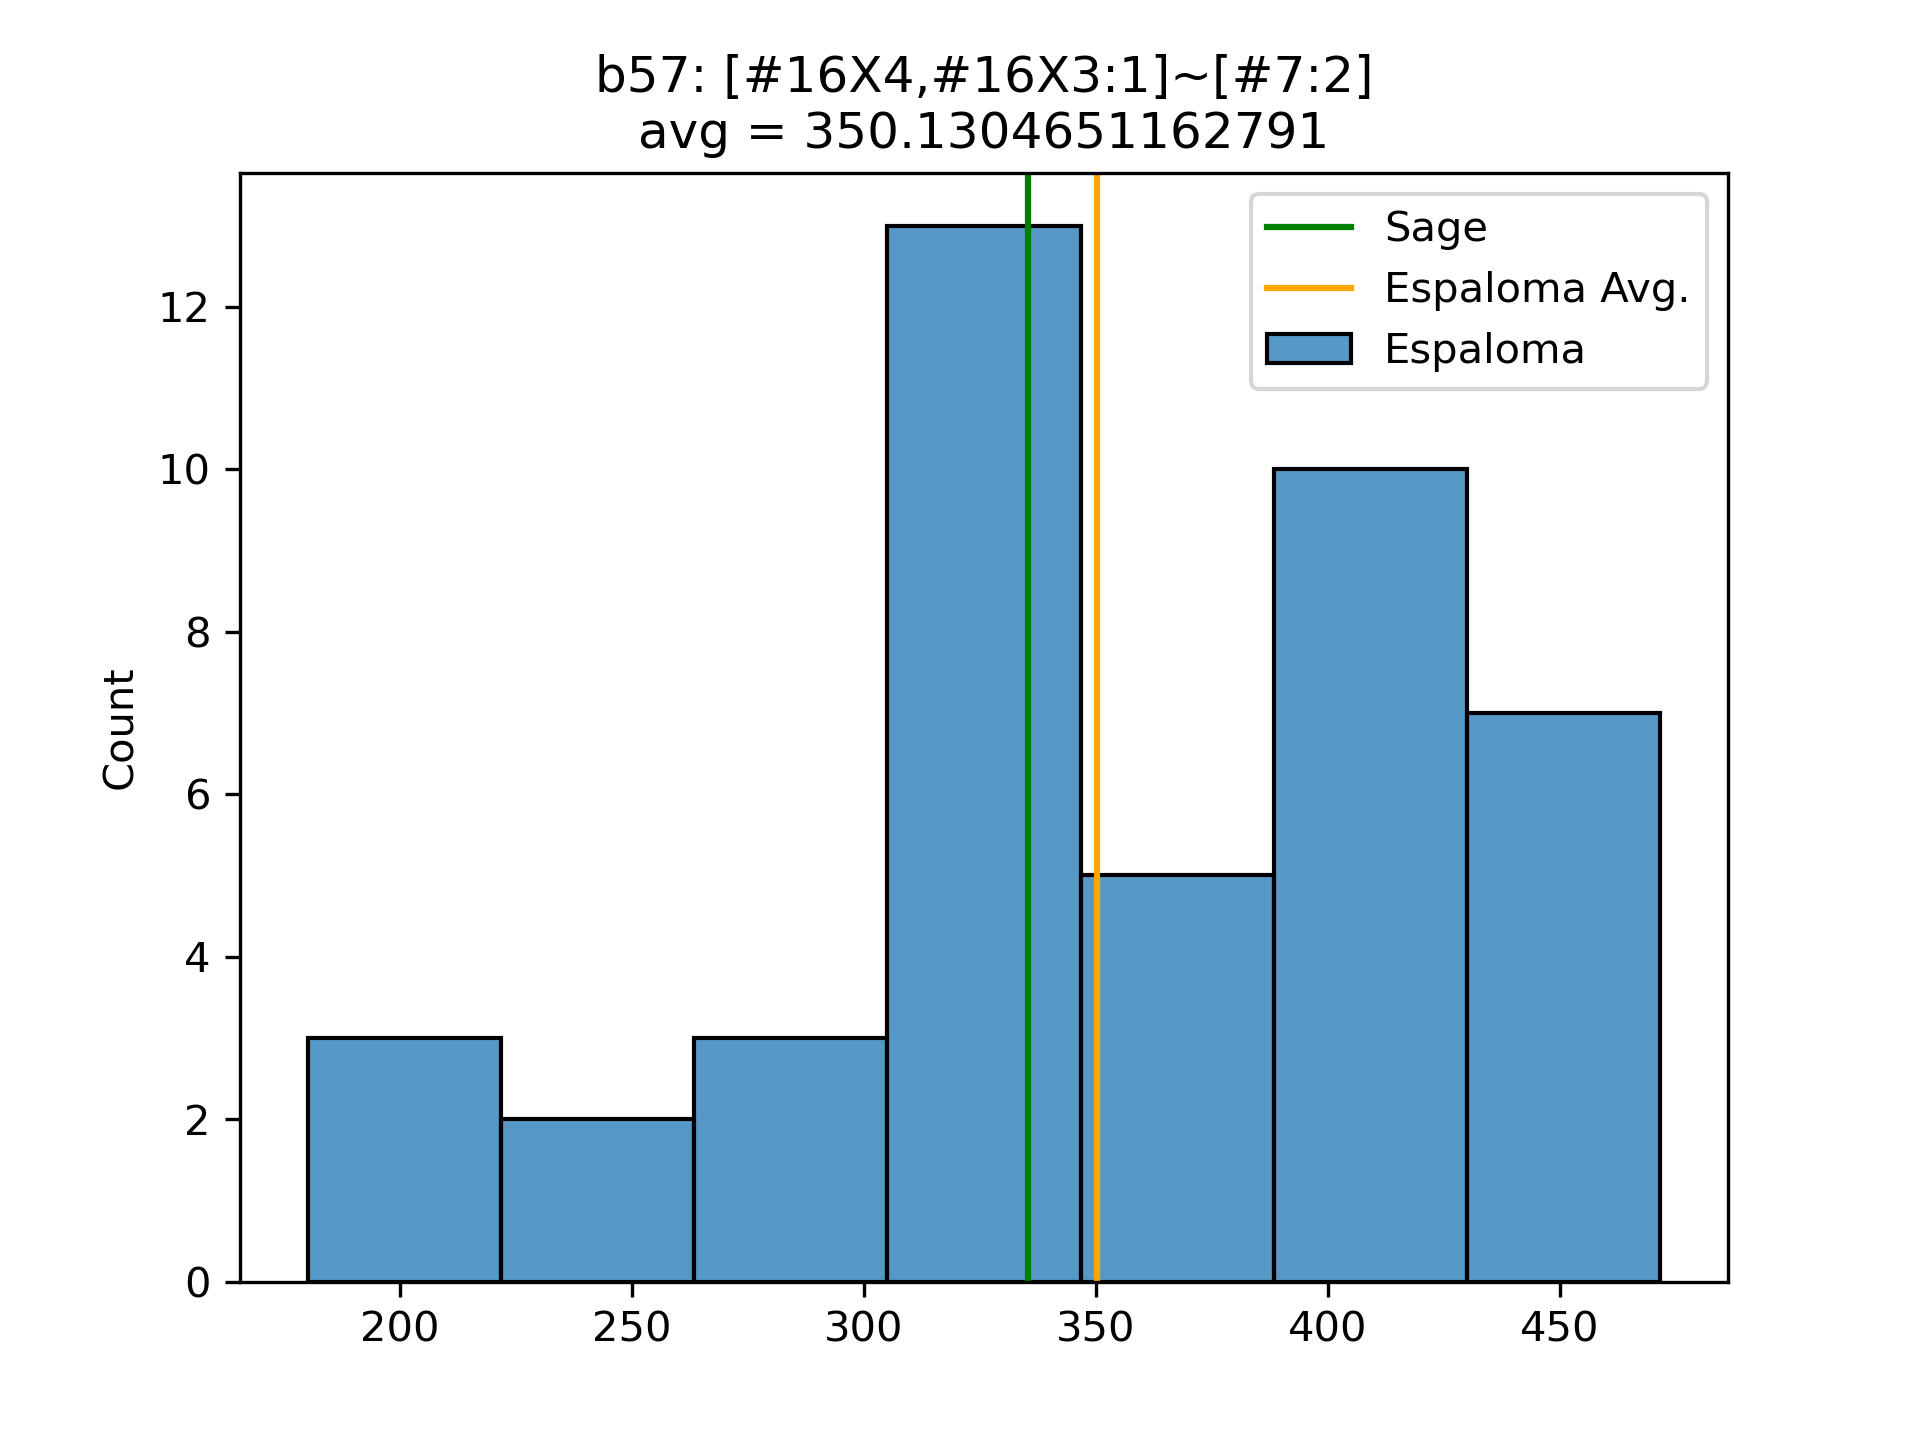 b57: [#16X4,#16X3:1]~[#7:2]
avg = 350.1304651162791
Sage
Espaloma Avg.
Espaloma
Count
12
10
8
6
4
2
0
200 250 300 350 400 450